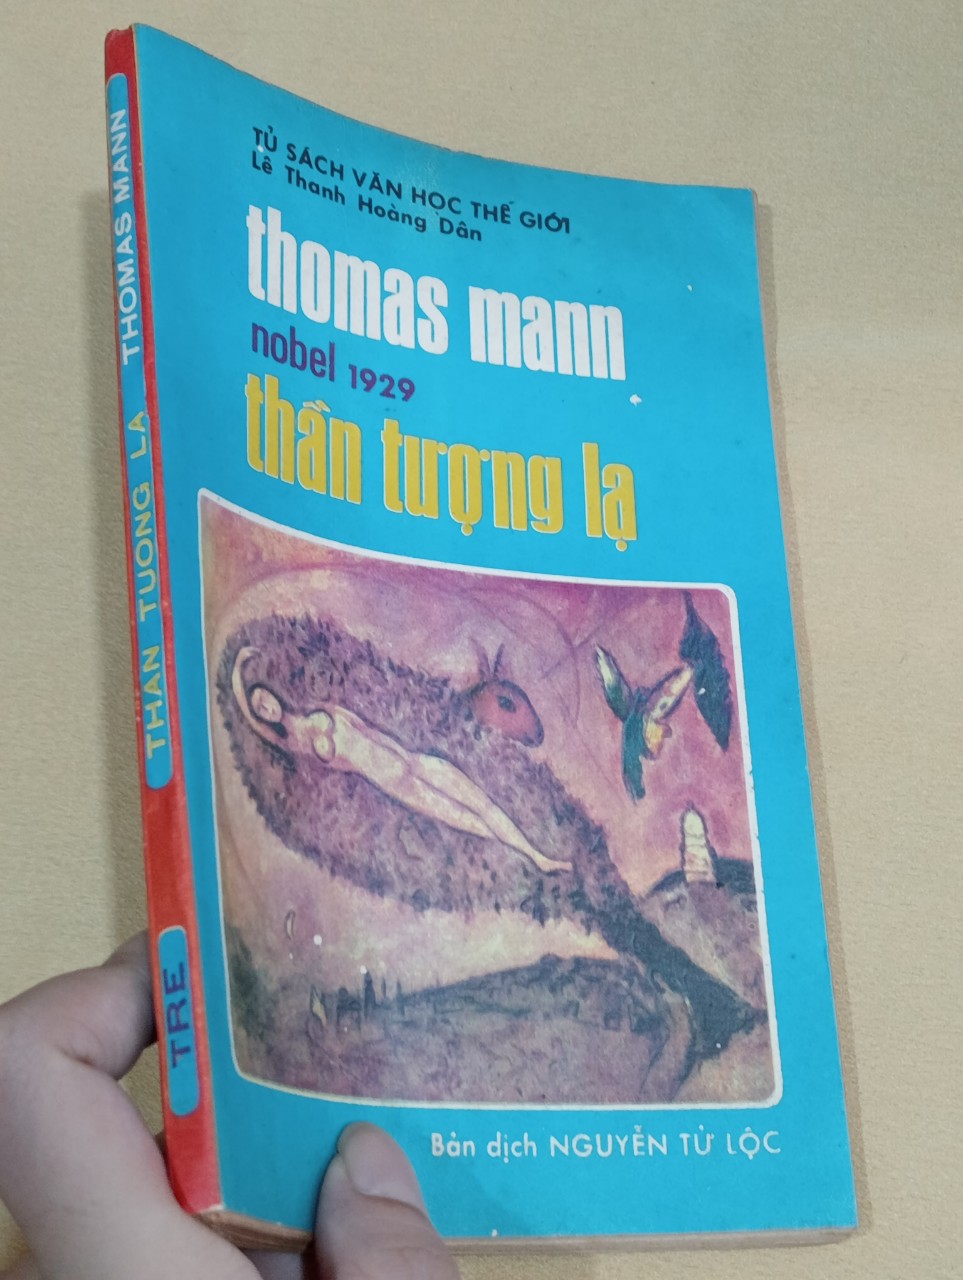 TỦ SÁCH VĂN HỌC THẾ GIỚI
Lê Thanh Hoàng Dân
thomas mann
nobel 1929
thần tượng lạ
Bản dịch NGUYỄN TỬ LỘC
TRE THAN TUONG LA THOMAS MANN